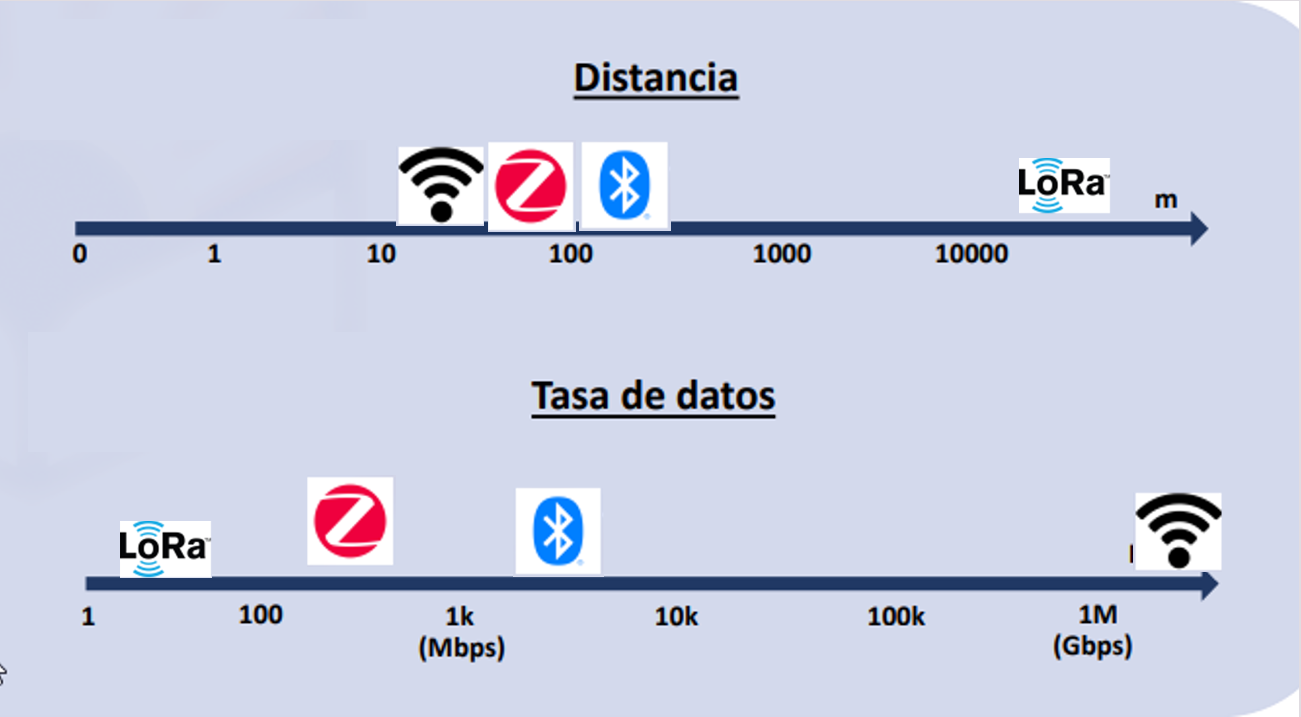 Distancia
LoRa™
m
0 1 10 100 1000 10000
Tasa de datos
LoRa
1 100 1k 10k 100k 1M
(Mbps) (Gbps)